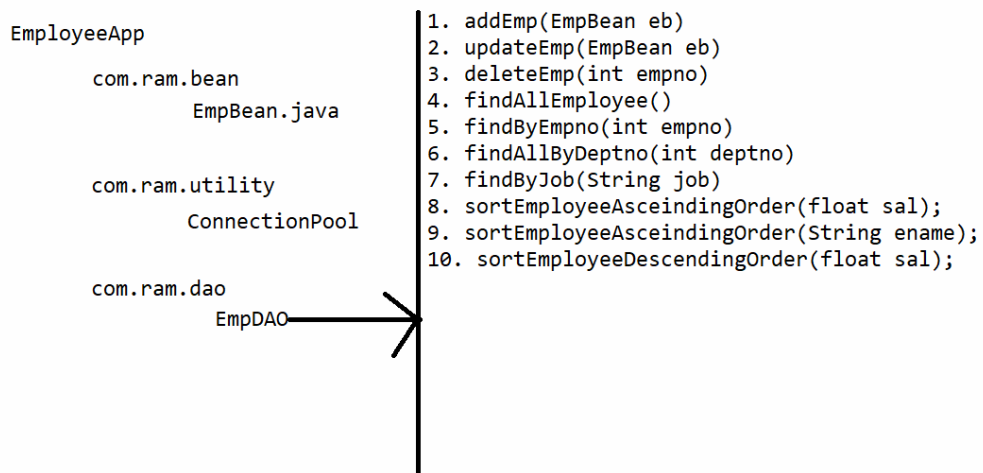 EmployeeApp
com.ram.bean
EmpBean.java
com.ram.utility
ConnectionPool
com.ram.dao
EmpDAO
1. addEmp(EmpBean eb)
2. updateEmp(EmpBean eb)
3. deleteEmp(int empno)
4. findAllEmployee()
5. findByEmpno(int empno)
6. findAllByDeptno(int deptno)
7. findByJob(String job)
8. sortEmployeeAsceindingOrder(float sal);
9. sortEmployeeAsceindingOrder(String ename);
10. sortEmployeeDescendingOrder(float sal);